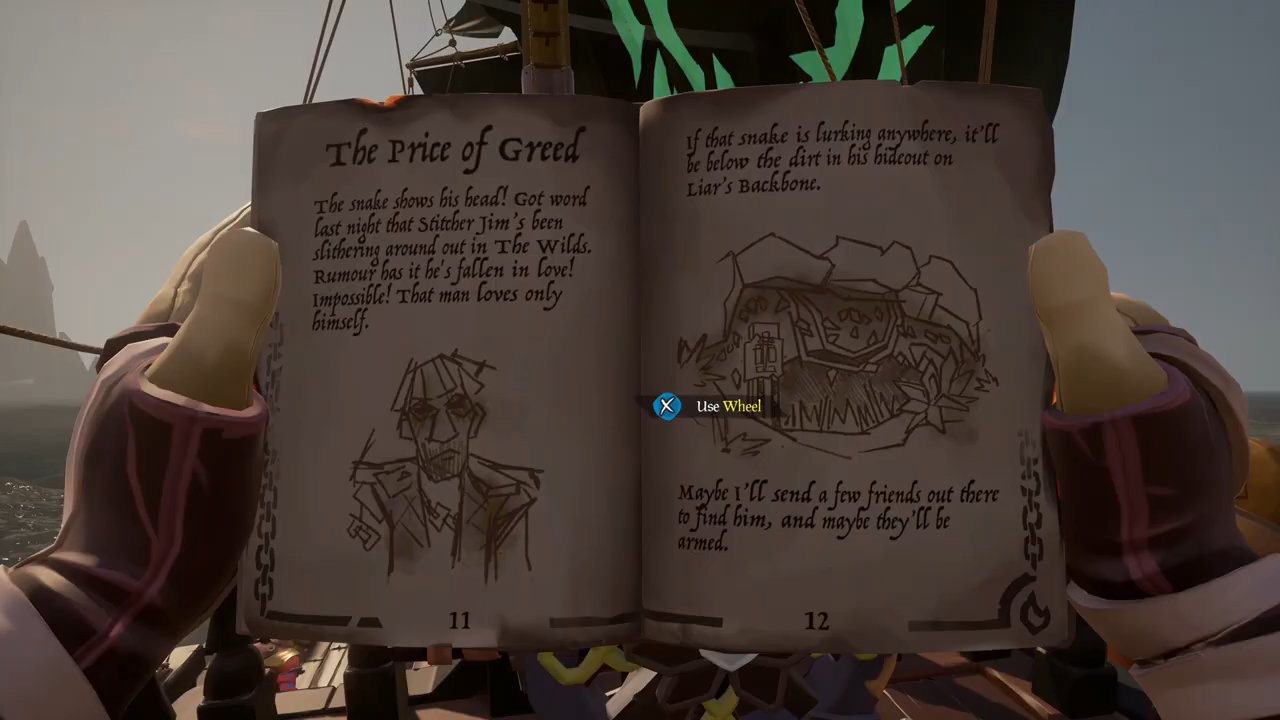 The Price of Greed
The snake shows his head! Got word
last night that Stitcher Jim's been
slithering around out in The Wilds.
Rumour has it he's fallen in love!
Impossible! That man loves only
himself.
11
If that snake is lurking anywhere, it'll
be below the dirt in his hideout on
Liar's Backbone.
X Use Wheel
Maybe I'll send a few friends out there
to find him, and maybe they'll be
armed.
12